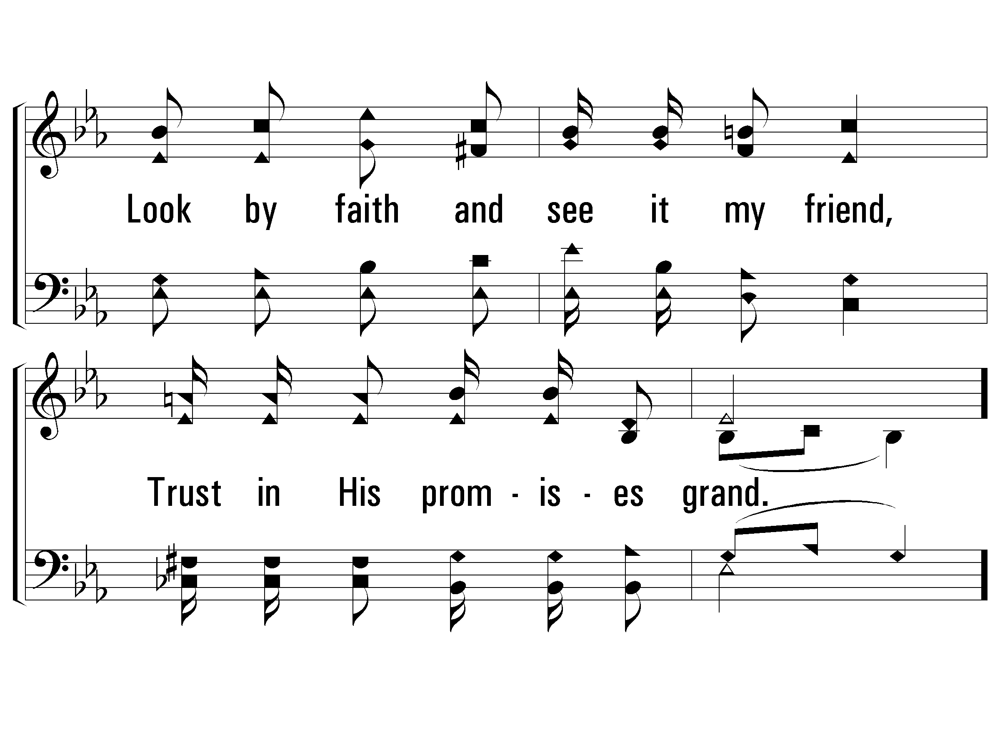 Look by faith and see it my friend,
Trust in His prom - is - es grand.